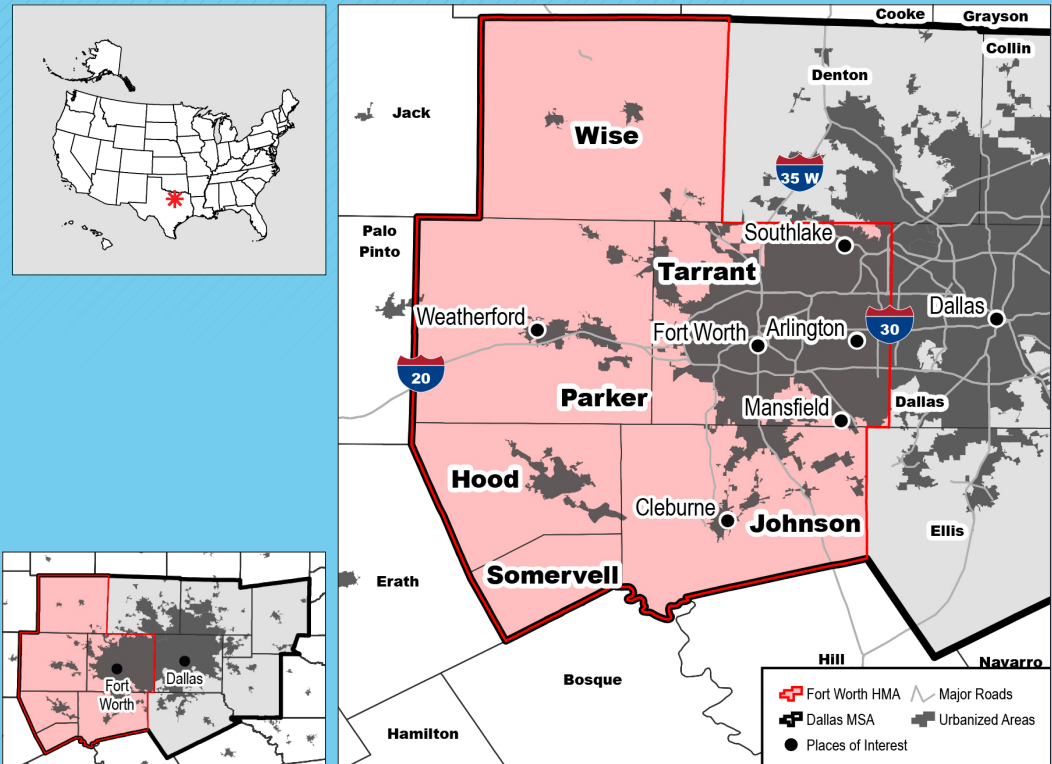 Cooke
Grayson
Collin
Denton
Jack
Wise
35 W
Palo
Pinto
Southlake
Tarrant
Weatherford
Fort Worth
Arlington
30
Dallas
20
Parker
Mansfield
Dallas
Hood
Cleburne
Johnson
Ellis
Erath
Somervell
Hill
Navarro
Bosque
Hamilton
Fort
Worth
Dallas
Fort Worth HMA
Major Roads
Dallas MSA
Urbanized Areas
Places of Interest